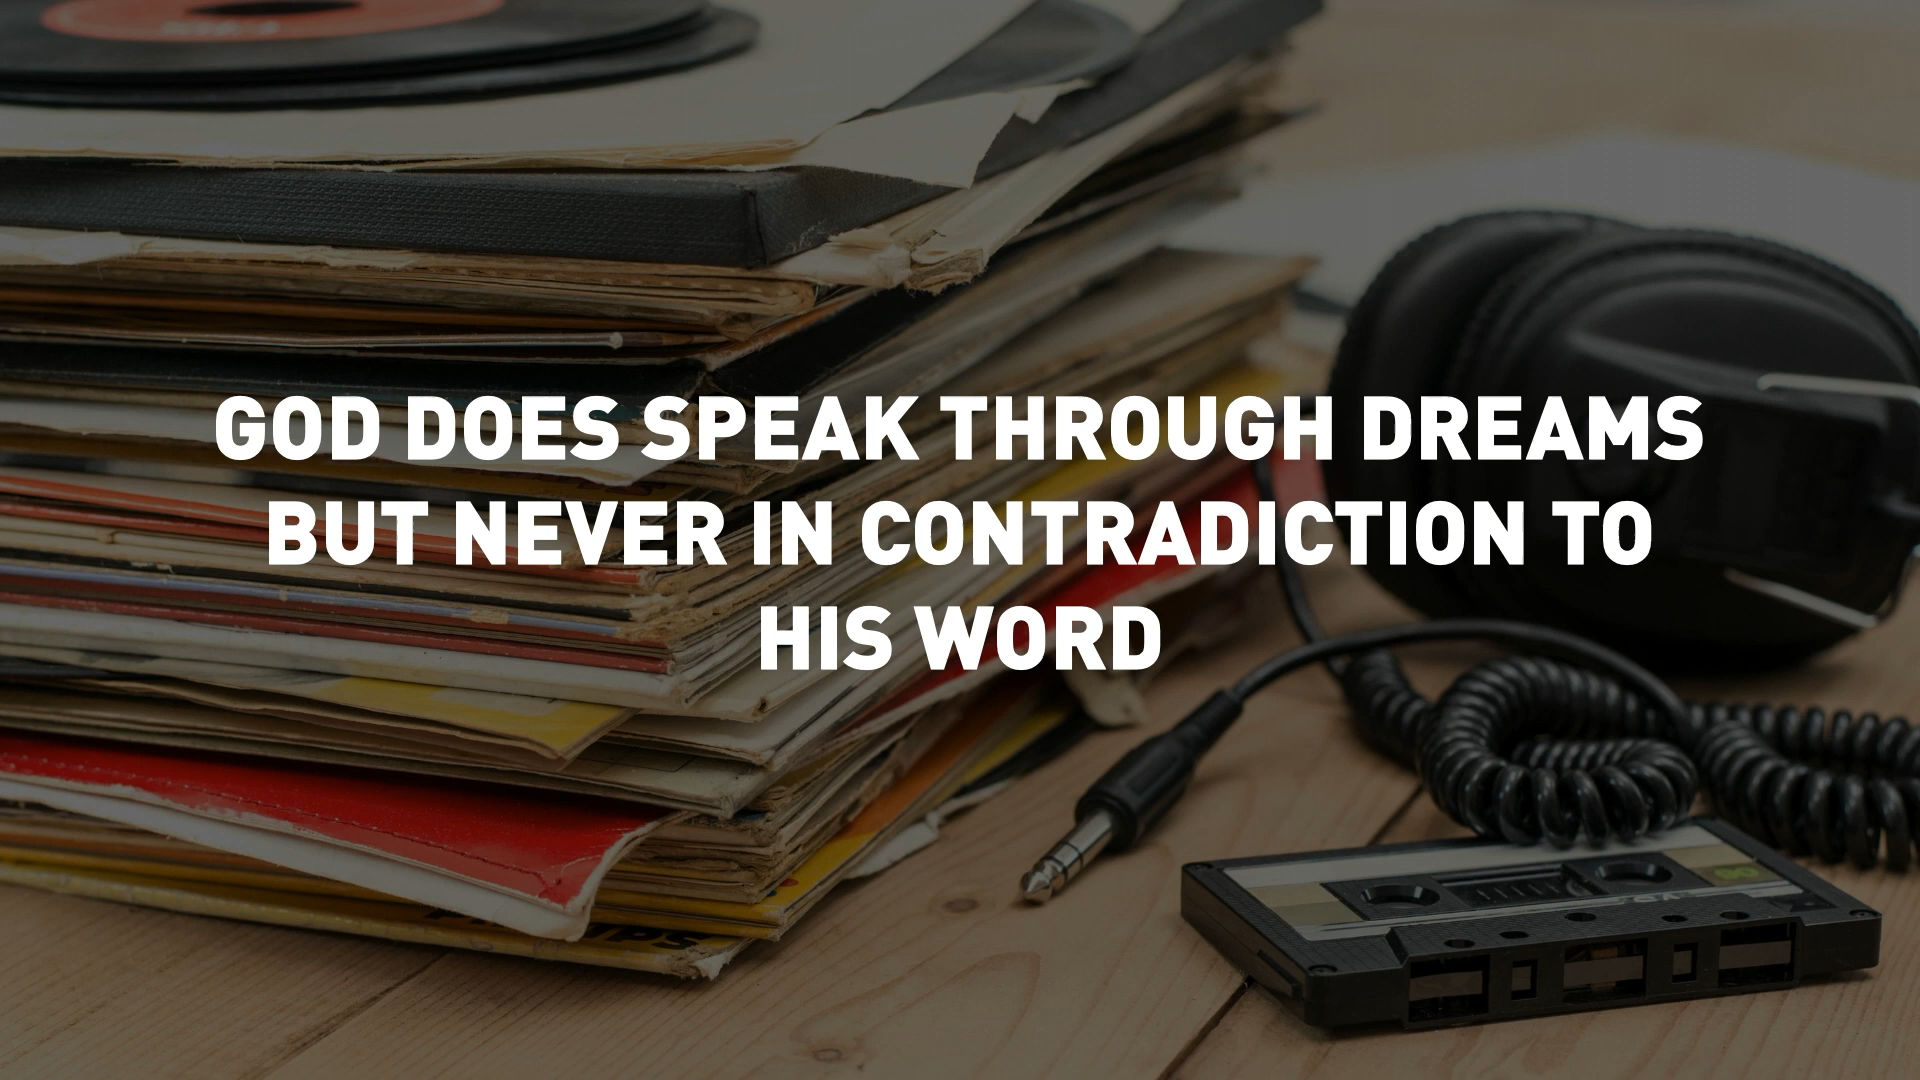 GOD DOES SPEAK THROUGH DREAMS
BUT NEVER IN CONTRADICTION TO
HIS WORD